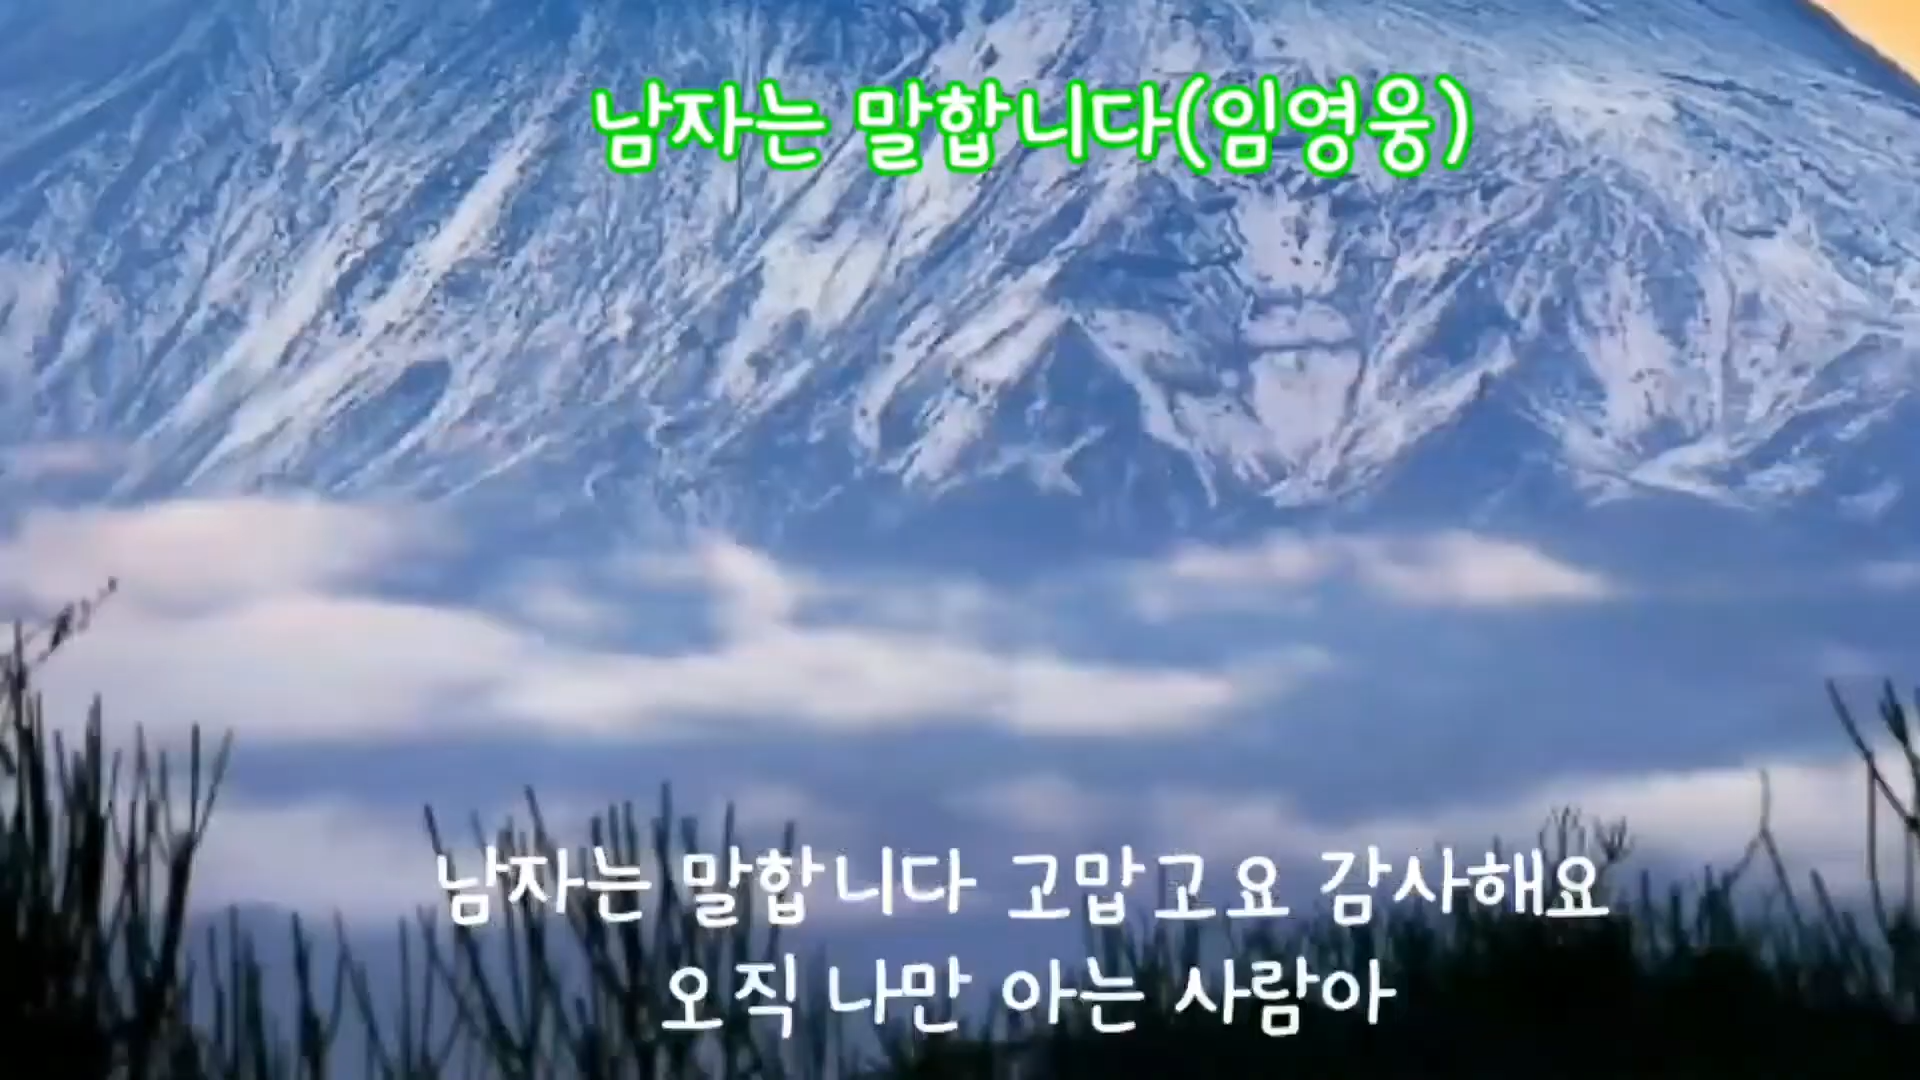 남자는 말합니다(임영웅)
남자는 말합니다 고맙고요 감사해요
오직 나만 아는 사람아